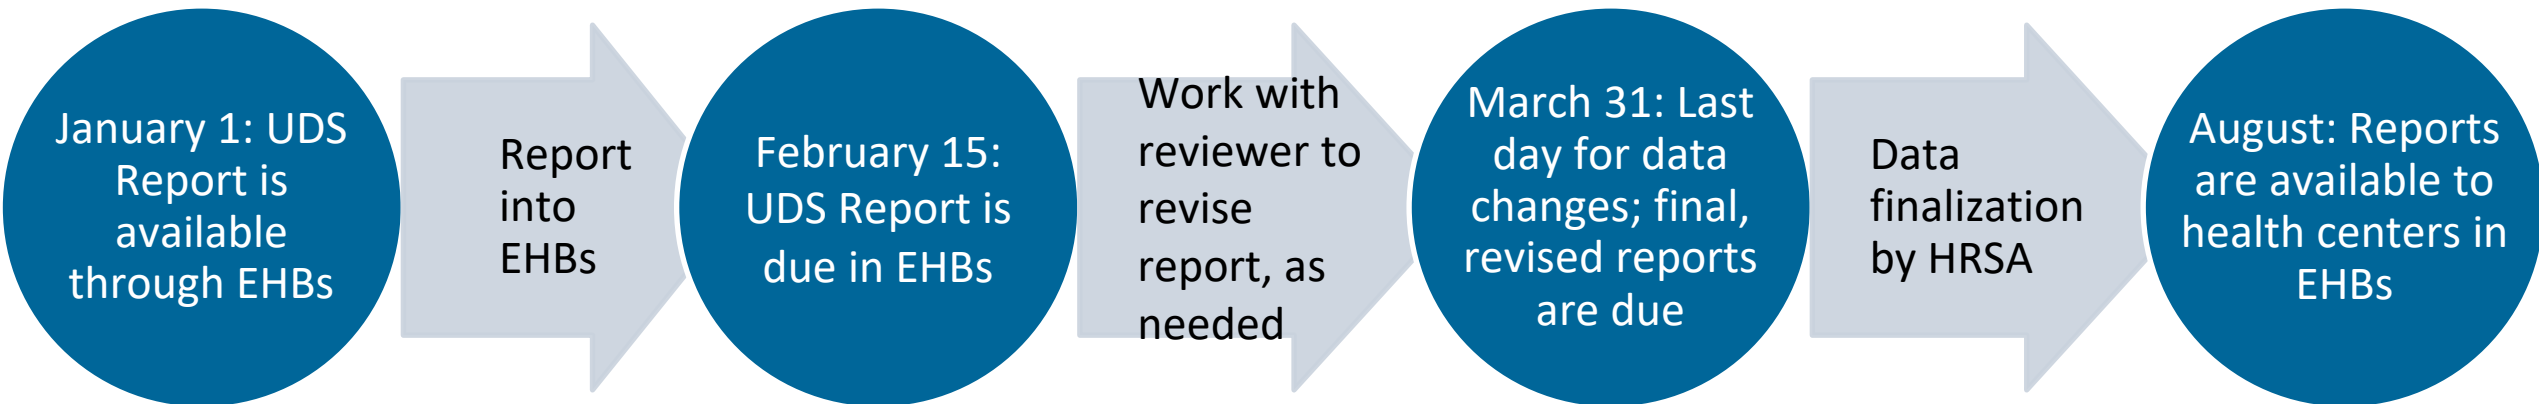 January 1: UDS
Report is
available
through EHBs
Report
into
EHBs
February 15:
UDS Report is
due in EHBs
Work with
reviewer to
revise
report, as
needed
March 31: Last
day for data
changes; final,
revised reports
are due
Data
finalization
by HRSA
August: Reports
are available to
health centers in
EHBs